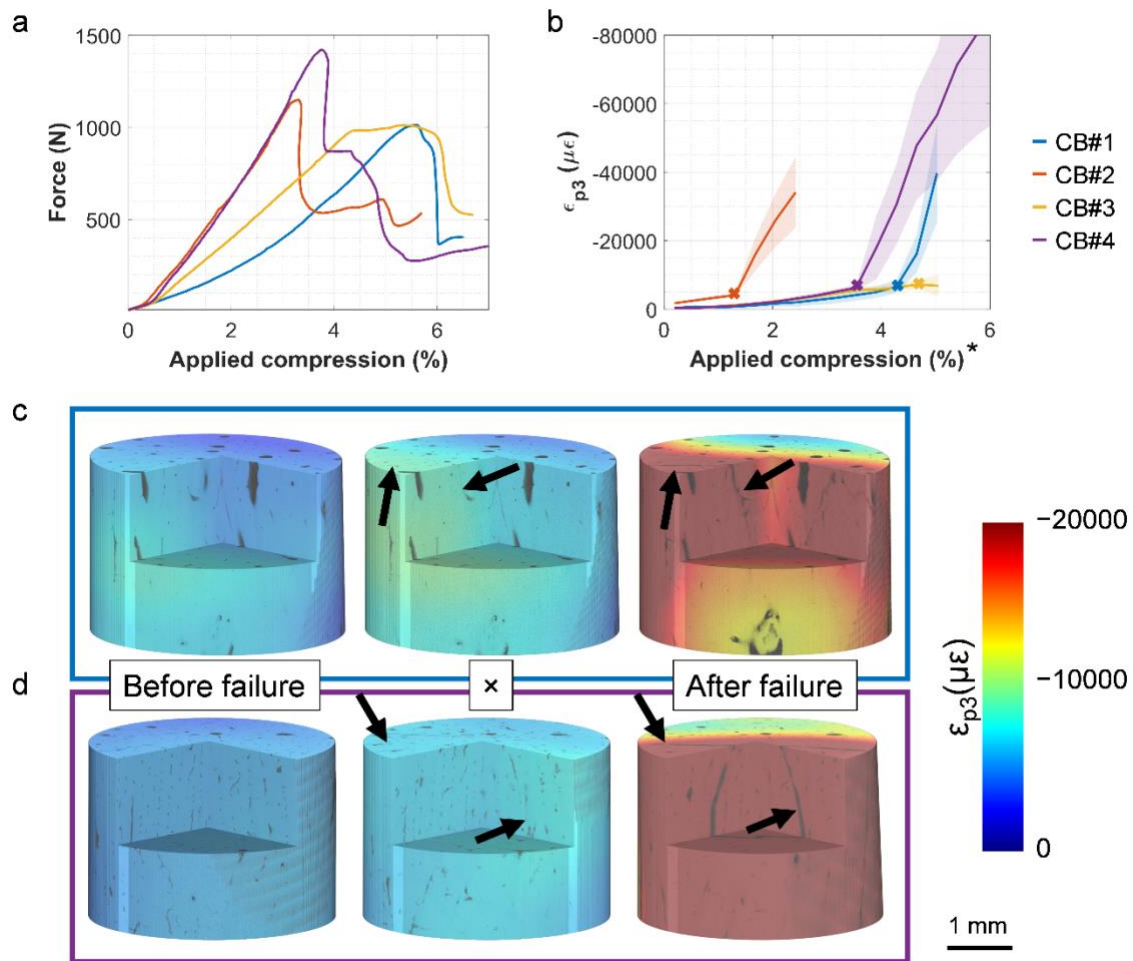 a
1500
1000
500
0
2
4
6
Force (N)
Applied compression (%)
b
-80000
-60000
-40000
-20000
0
0
2
4
6
ϵp3 (µϵ)
Applied compression (%)*
CB#1
CB#2
CB#3
CB#4
c
Before failure
×
After failure
d
−20000
−10000
0
εp3(µε)
1 mm